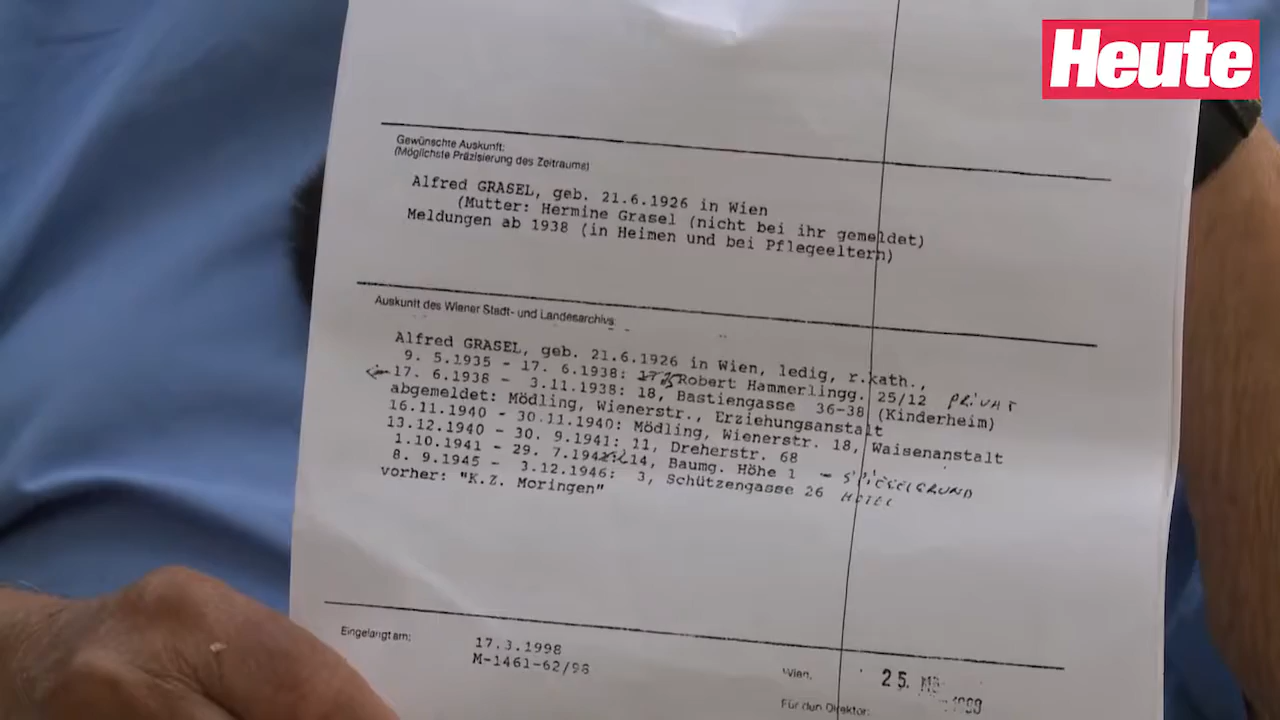 Heute
Gewünschte Auskunft:
(Möglichste Präzisierung des Zeitraums)
Alfred GRASEL, geb. 21.6.1926 in Wien
(Mutter: Hermine Grasel (nicht bei ihr gemeldet)
Meldungen ab 1938 (in Heimen und bei Pflegeeltern)
Auskunft des Wiener Stadt- und Landesarchivs:
Alfred GRASEL, geb. 21.6.1926 in Wien, ledig, r.kath.,
9. 5.1935 - 17. 6.1938: Robert Hammerlingg. 25/12 PRIVAT
17. 6.1938 - 3.11.1938: 18, Bastiengasse 36-38 (Kinderheim)
abgemeldet: Mödling, Wienerstr., Erziehungsanstalt
16.11.1940 - 30.11.1940: Mödling, Wienerstr. 18, Waisenanstalt
13.12.1940 - 30. 9.1941: 11, Dreherstr. 68
1.10.1941 - 29. 7.194 14, Baumg. Höhe 1 - SPIEGELGRUND
8. 9.1945 - 3.12.1946: 3, Schützengasse 26 HOTEL
vorher: "K.Z. Moringen"
Eingelangt am:
17.3.1998
M-1461-62/98
Wien,
25.
Für den Direktor: